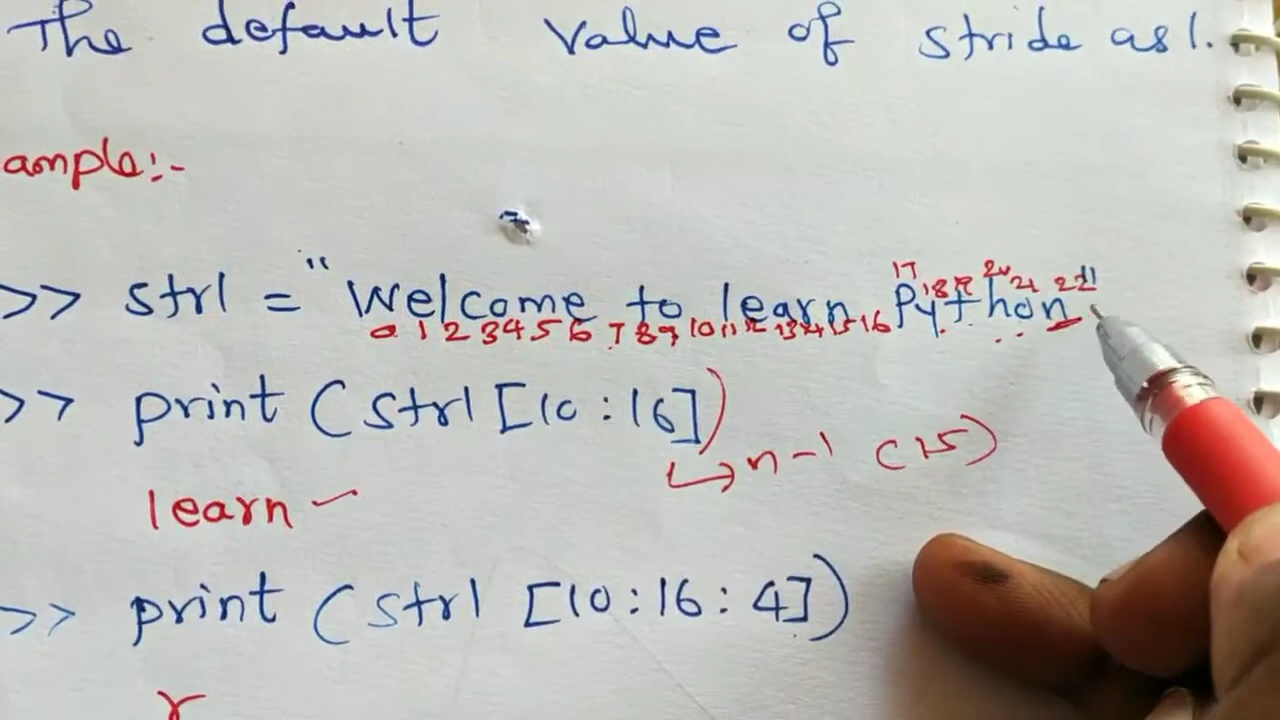 The default value of stride as 1.
ample:-
17 18 19 20 21 22
>> str1 = "Welcome to learn Python"
0 1 2 3 4 5 6 7 8 9 10 11 12 13 14 15 16
>> print (str1 [10:16])
n-1 (15)
learn
>> print (str1 [10:16:4])
r